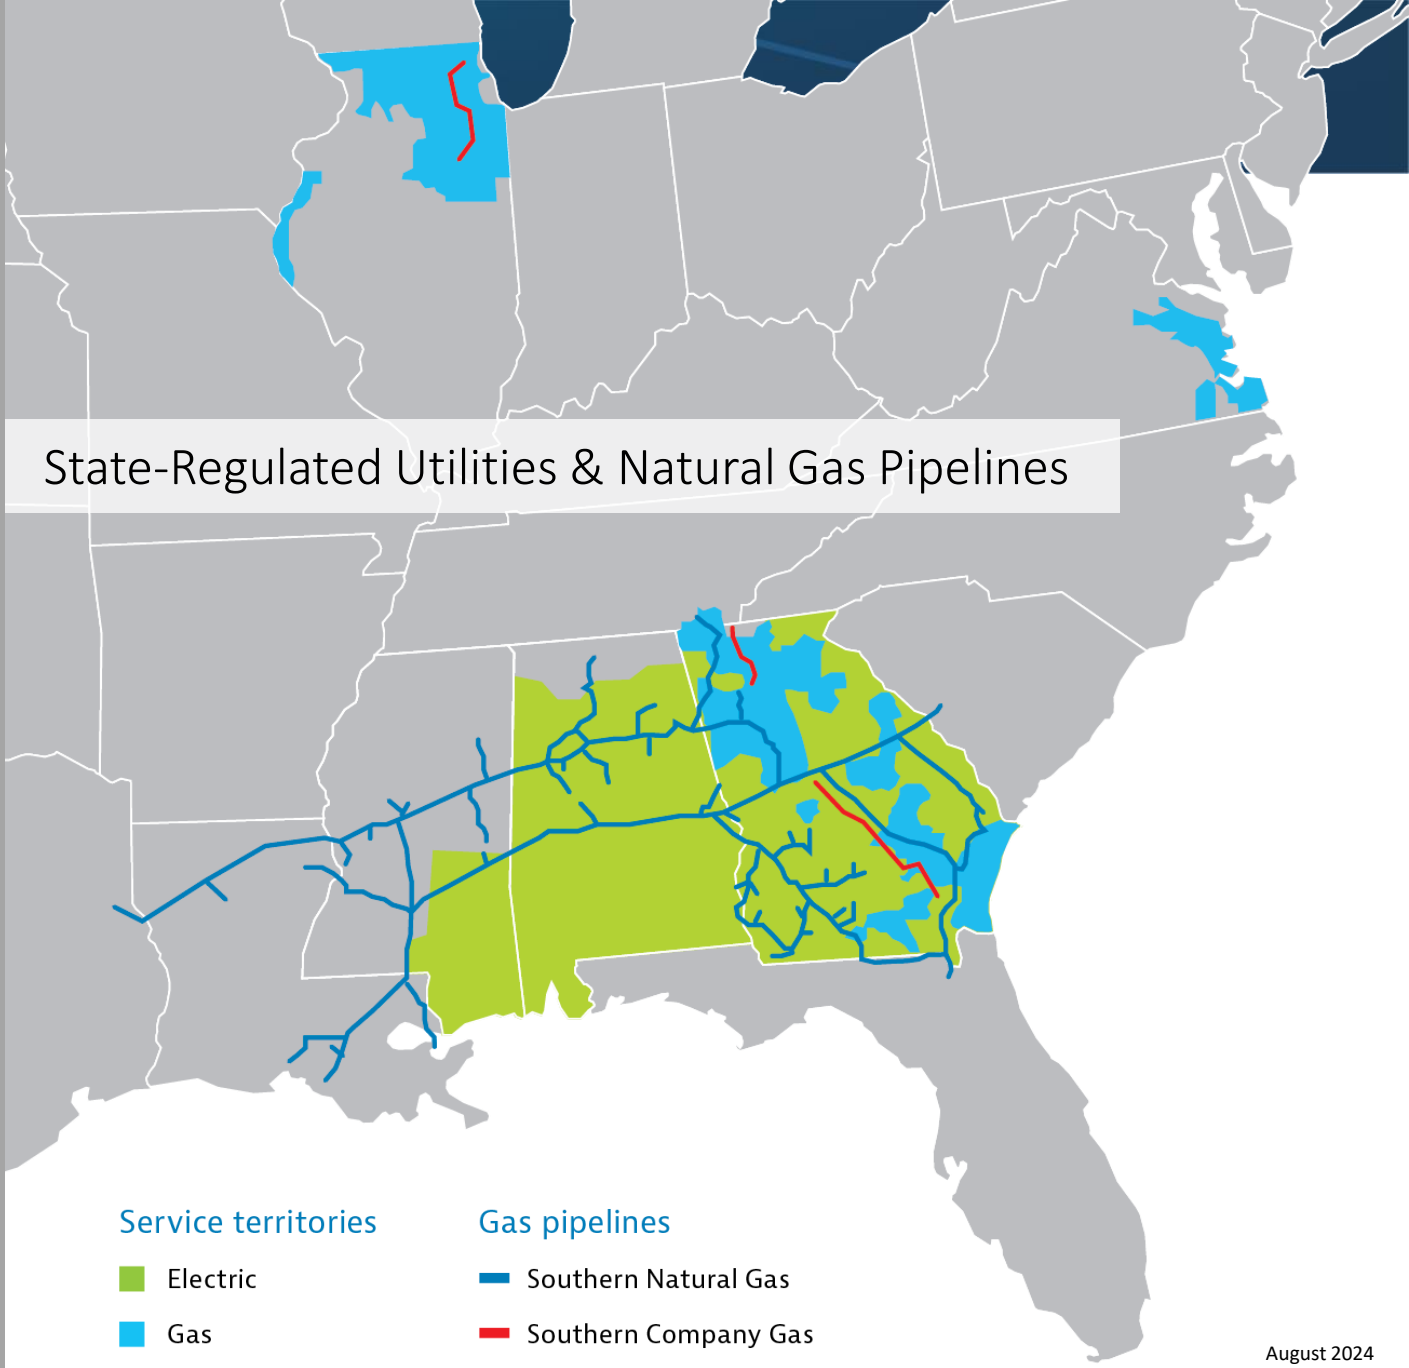 State-Regulated Utilities & Natural Gas Pipelines
Service territories
Electric
Gas
Gas pipelines
Southern Natural Gas
Southern Company Gas
August 2024